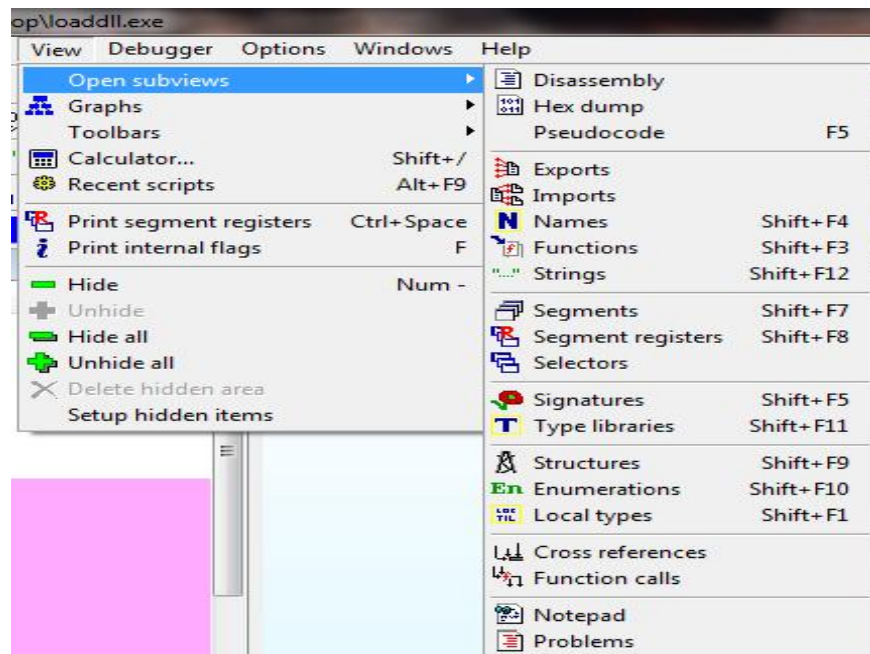 op\loaddll.exe
View Debugger Options Windows Help
Open subviews
Graphs
Toolbars
Calculator... Shift+/
Recent scripts Alt+F9
Print segment registers Ctrl+Space
Print internal flags F
Hide Num -
Unhide
Hide all
Unhide all
Delete hidden area
Setup hidden items
Disassembly
Hex dump
Pseudocode F5
Exports
Imports
N Names Shift+F4
Functions Shift+F3
"..." Strings Shift+F12
Segments Shift+F7
Segment registers Shift+F8
Selectors
Signatures Shift+F5
T Type libraries Shift+F11
Structures Shift+F9
En Enumerations Shift+F10
Local types Shift+F1
Cross references
Function calls
Notepad
Problems